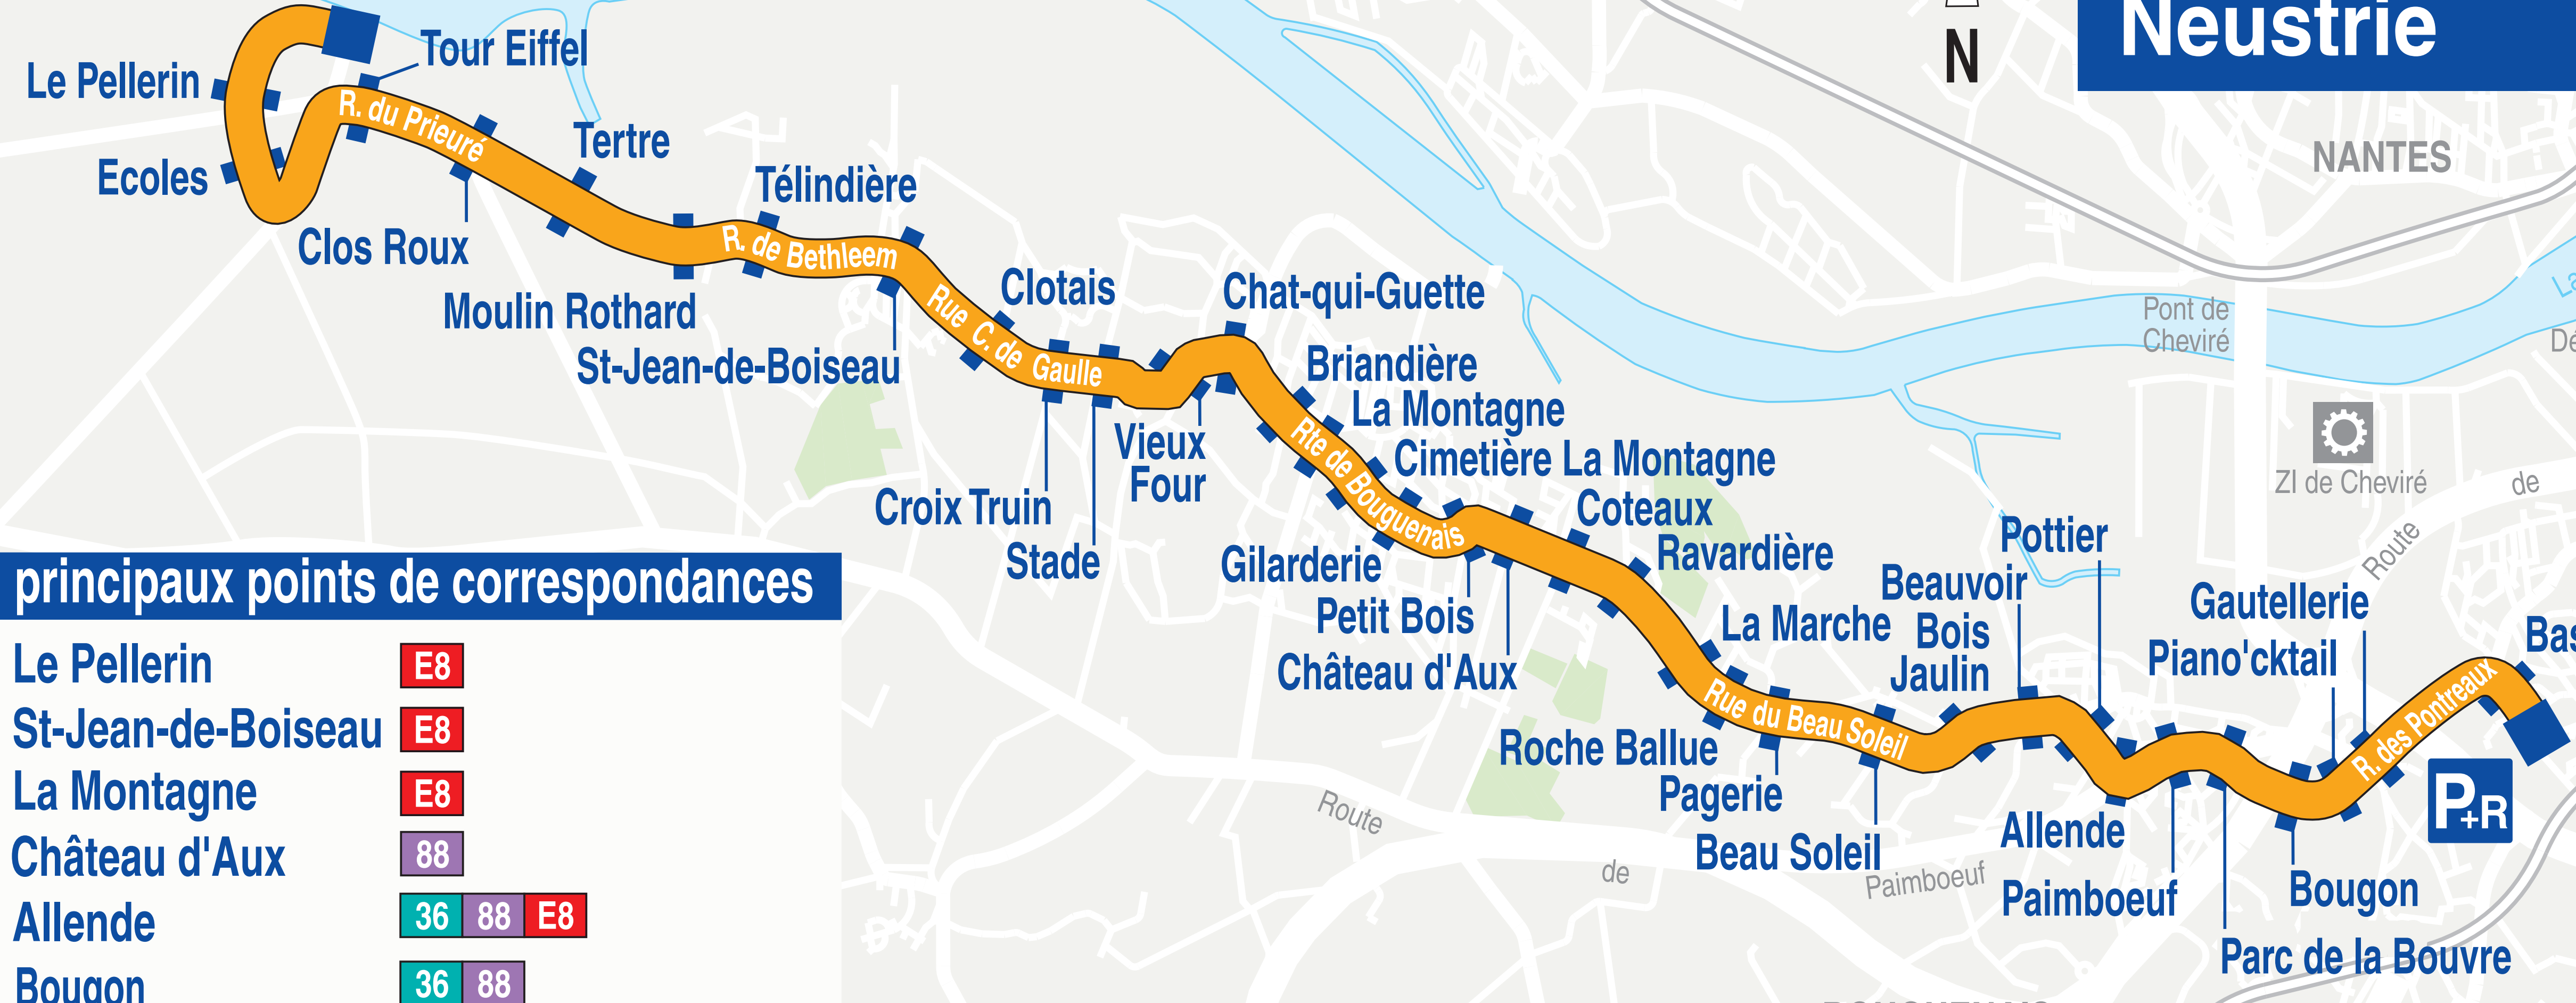 Neustrie
N
NANTES
Le Pellerin
Tour Eiffel
R. du Prieuré
Ecoles
Clos Roux
Tertre
Télindière
R. de Bethleem
Moulin Rothard
St-Jean-de-Boiseau
Rue C. de Gaulle
Clotais
Chat-qui-Guette
Briandière
La Montagne
Cimetière La Montagne
Coteaux
Ravardière
Rte de Bouguenais
Vieux
Four
Croix Truin
Stade
Gilarderie
Petit Bois
Château d'Aux
La Marche
Beauvoir
Bois
Jaulin
Pottier
Gautellerie
Piano'cktail
Pont de
Cheviré
ZI de Cheviré
Route
de
Rue du Beau Soleil
R. des Pontreaux
Roche Ballue
Pagerie
Beau Soleil
Allende
Paimboeuf
Bougon
Parc de la Bouvre
P+R
Route
de
Paimboeuf
principaux points de correspondances
Le Pellerin E8
St-Jean-de-Boiseau E8
La Montagne E8
Château d'Aux 88
Allende 36 88 E8
Bougon 36 88